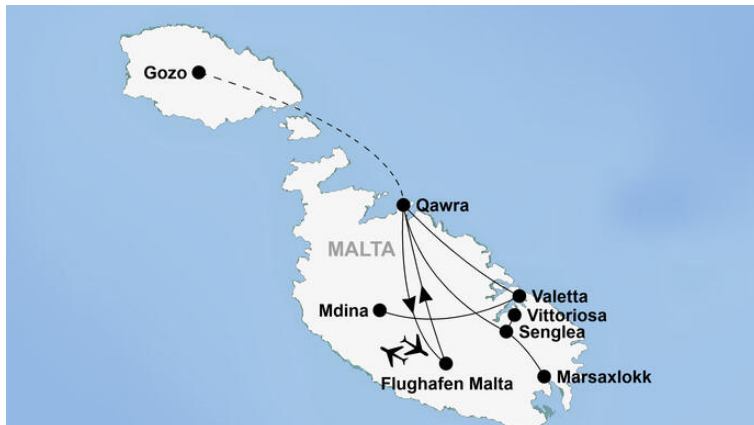 Gozo
Qawra
MALTA
Valetta
Mdina
Vittoriosa
Senglea
Flughafen Malta
Marsaxlokk